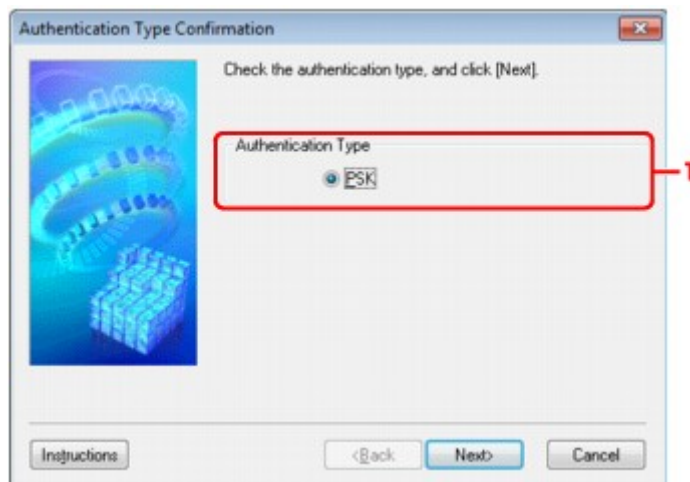 Authentication Type Confirmation
Check the authentication type, and click [Next].
Authentication Type
PSK
1
Instructions
<Back
Next>
Cancel